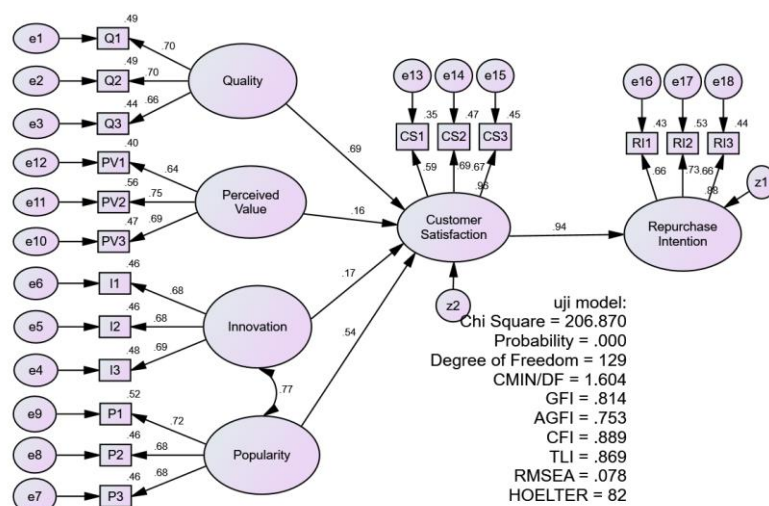 e1
Q1
.49
.70
e2
Q2
.49
.70
Quality
e3
Q3
.44
.66
e12
PV1
.40
.64
e11
PV2
.56
.75
Perceived
Value
e10
PV3
.47
.69
e6
I1
.46
.68
e5
I2
.46
.68
Innovation
e4
I3
.48
.69
.77
e9
P1
.52
.72
e8
P2
.46
.68
Popularity
e7
P3
.46
.68
.69
.16
.17
.54
e13
e14
e15
.35
.47
.45
CS1
CS2
CS3
.59
.69
.67
.96
Customer
Satisfaction
z2
.94
e16
e17
e18
.43
.53
.44
RI1
RI2
RI3
.66
.73
.66
.88
z1
Repurchase
Intention
uji model:
Chi Square = 206.870
Probability = .000
Degree of Freedom = 129
CMIN/DF = 1.604
GFI = .814
AGFI = .753
CFI = .889
TLI = .869
RMSEA = .078
HOELTER = 82